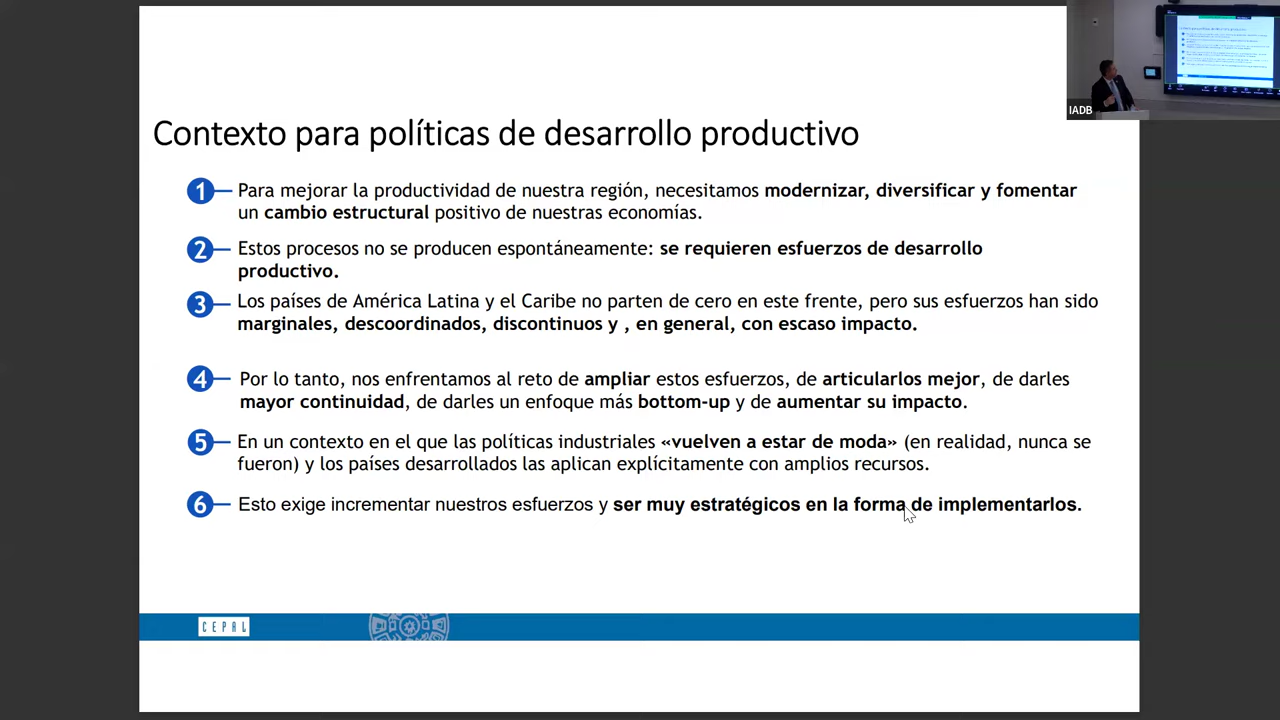 IADB
Contexto para políticas de desarrollo productivo
1 Para mejorar la productividad de nuestra región, necesitamos modernizar, diversificar y fomentar
un cambio estructural positivo de nuestras economías.
2 Estos procesos no se producen espontáneamente: se requieren esfuerzos de desarrollo
productivo.
3 Los países de América Latina y el Caribe no parten de cero en este frente, pero sus esfuerzos han sido
marginales, descoordinados, discontinuos y , en general, con escaso impacto.
4 Por lo tanto, nos enfrentamos al reto de ampliar estos esfuerzos, de articularlos mejor, de darles
mayor continuidad, de darles un enfoque más bottom-up y de aumentar su impacto.
5 En un contexto en el que las políticas industriales «vuelven a estar de moda» (en realidad, nunca se
fueron) y los países desarrollados las aplican explícitamente con amplios recursos.
6 Esto exige incrementar nuestros esfuerzos y ser muy estratégicos en la forma de implementarlos.
CEPAL